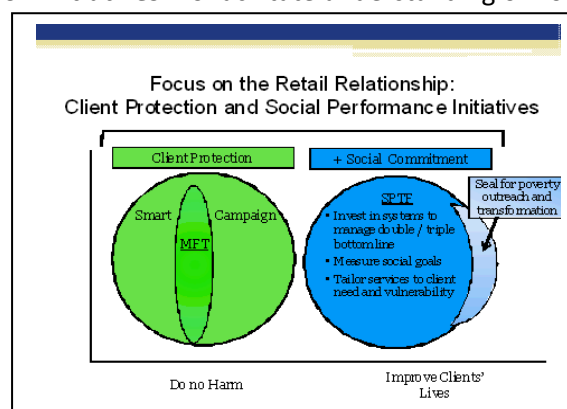 Focus on the Retail Relationship:
Client Protection and Social Performance Initiatives
Client Protection
+ Social Commitment
Smart Campaign
MFT
SPTF
• Invest in systems to
manage double / triple
bottom line
• Measure social goals
• Tailor services to client
need and vulnerability
Seal for poverty
outreach and
transformation
Do no Harm
Improve Clients'
Lives